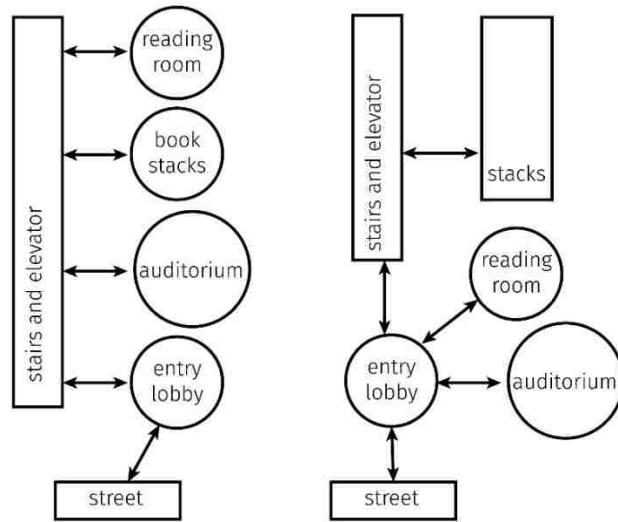 reading
room
book
stacks
stairs and elevator
auditorium
entry
lobby
street
stairs and elevator
stacks
reading
room
entry
lobby
auditorium
street